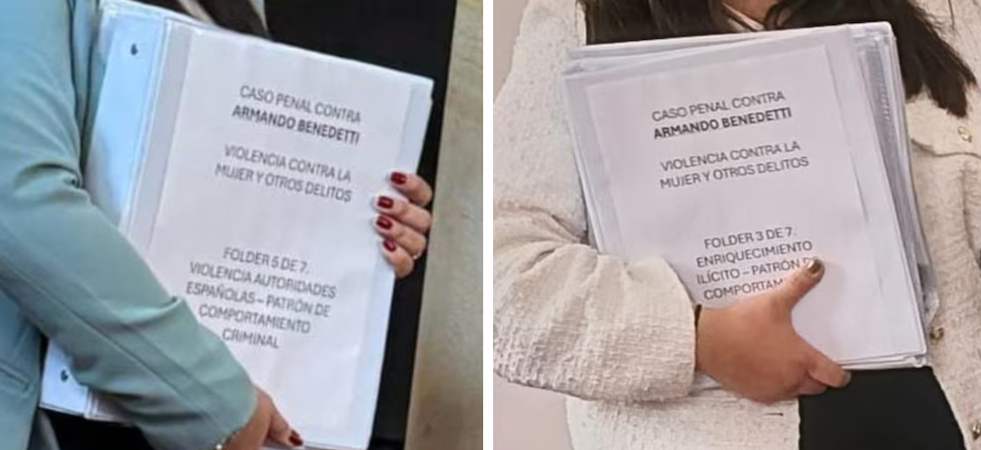 CASO PENAL CONTRA
ARMANDO BENEDETTI
VIOLENCIA CONTRA LA
MUJER Y OTROS DELITOS
FOLDER 5 DE 7.
VIOLENCIA AUTORIDADES
ESPAÑOLAS – PATRÓN DE
COMPORTAMIENTO
CRIMINAL
CASO PENAL CONTRA
ARMANDO BENEDETTI
VIOLENCIA CONTRA LA
MUJER Y OTROS DELITOS
FOLDER 3 DE 7.
ENRIQUECIMIENTO
ILÍCITO – PATRÓN